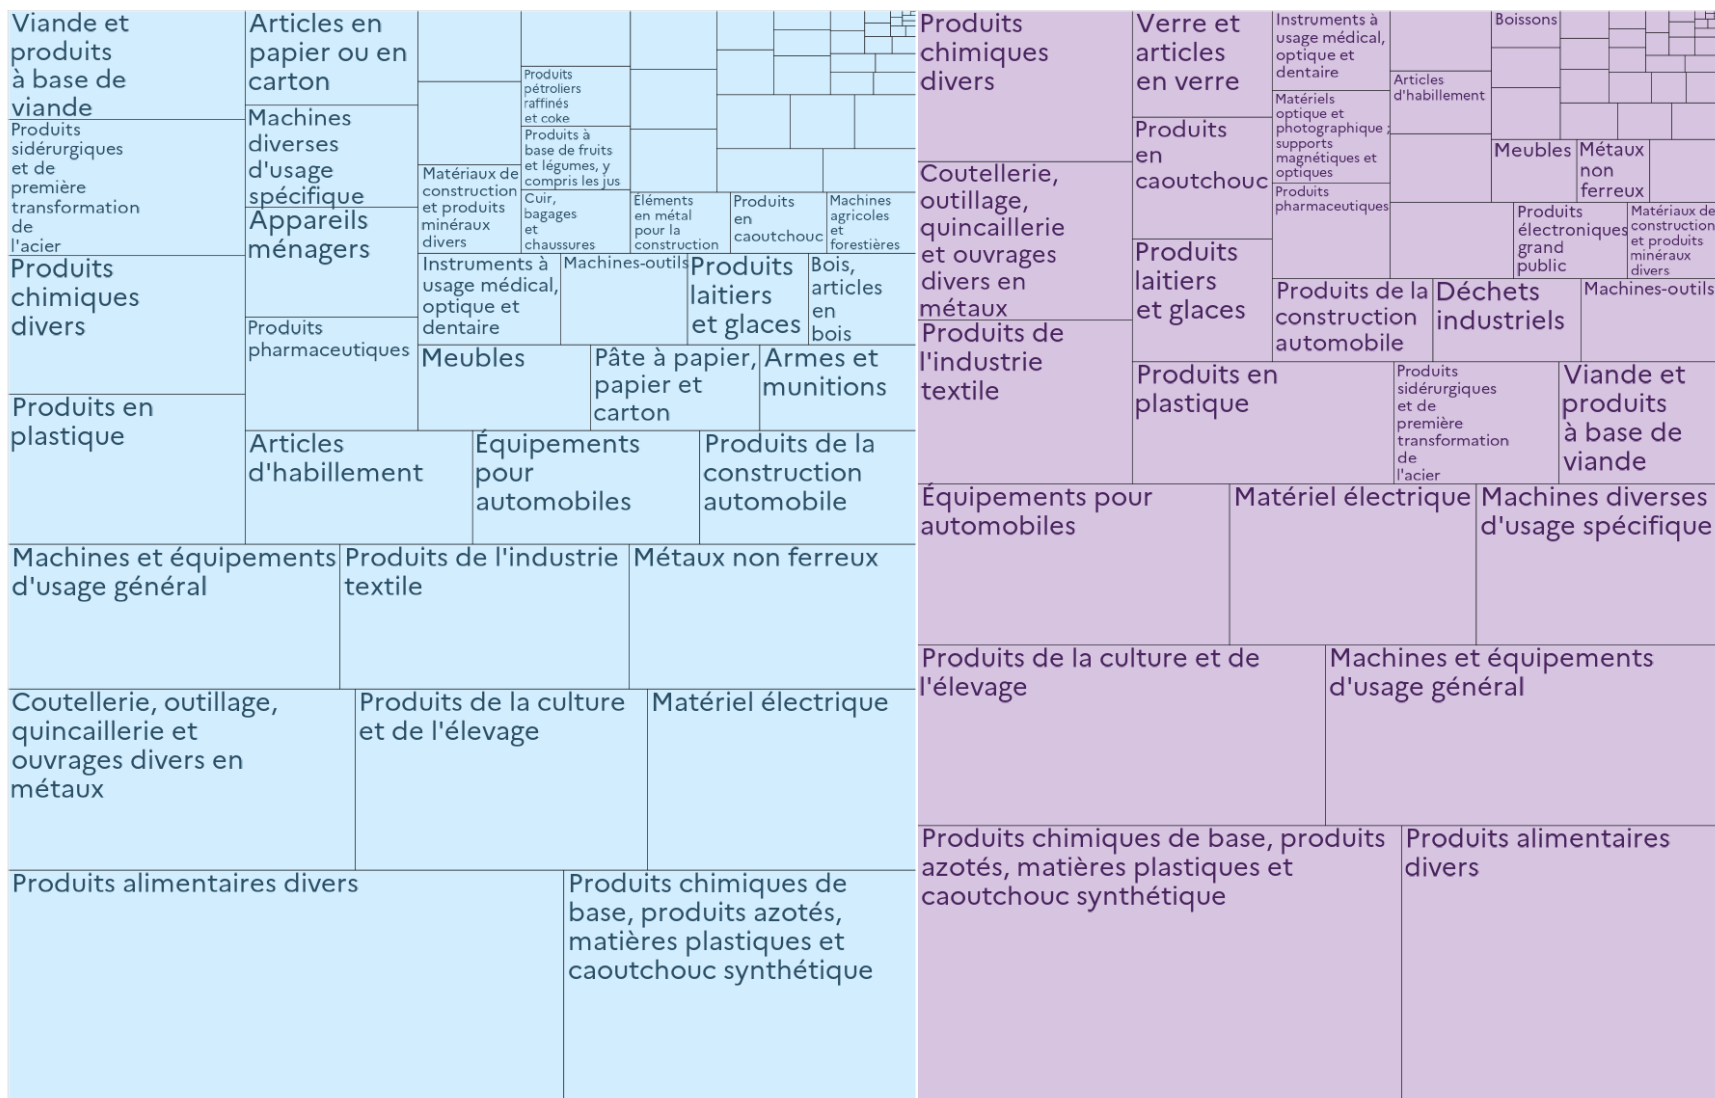 Viande et
produits
à base de
viande
Produits
sidérurgiques
et de
première
transformation
de
l'acier
Produits
chimiques
divers
Produits en
plastique
Articles en
papier ou en
carton
Machines
diverses
d'usage
spécifique
Appareils
ménagers
Produits
pharmaceutiques
Matériaux de
construction
et produits
minéraux
divers
Produits
pétroliers
raffinés
et coke
Produits à
base de fruits
et légumes, y
compris les jus
Cuir,
bagages
et
chaussures
Éléments
en métal
pour la
construction
Produits
en
caoutchouc
Machines
agricoles
et
forestières
Instruments à
usage médical,
optique et
dentaire
Machines-outils
Produits
laitiers
et glaces
Bois,
articles
en
bois
Meubles
Pâte à papier,
papier et
carton
Armes et
munitions
Articles
d'habillement
Équipements
pour
automobiles
Produits de la
construction
automobile
Machines et équipements
d'usage général
Produits de l'industrie
textile
Métaux non ferreux
Coutellerie, outillage,
quincaillerie et
ouvrages divers en
métaux
Produits de la culture
et de l'élevage
Matériel électrique
Produits alimentaires divers
Produits chimiques de
base, produits azotés,
matières plastiques et
caoutchouc synthétique
Produits
chimiques
divers
Coutellerie,
outillage,
quincaillerie
et ouvrages
divers en
métaux
Produits de
l'industrie
textile
Verre et
articles
en verre
Produits
en
caoutchouc
Produits
laitiers
et glaces
Instruments à
usage médical,
optique et
dentaire
Matériels
optique et
photographique ;
supports
magnétiques et
optiques
Produits
pharmaceutiques
Articles
d'habillement
Boissons
Meubles
Métaux
non
ferreux
Produits
électroniques
grand
public
Matériaux de
construction
et produits
minéraux
divers
Produits de la
construction
automobile
Déchets
industriels
Machines-outils
Produits en
plastique
Produits
sidérurgiques
et de
première
transformation
de
l'acier
Viande et
produits
à base de
viande
Équipements pour
automobiles
Matériel électrique
Machines diverses
d'usage spécifique
Produits de la culture et de
l'élevage
Machines et équipements
d'usage général
Produits chimiques de base, produits
azotés, matières plastiques et
caoutchouc synthétique
Produits alimentaires
divers